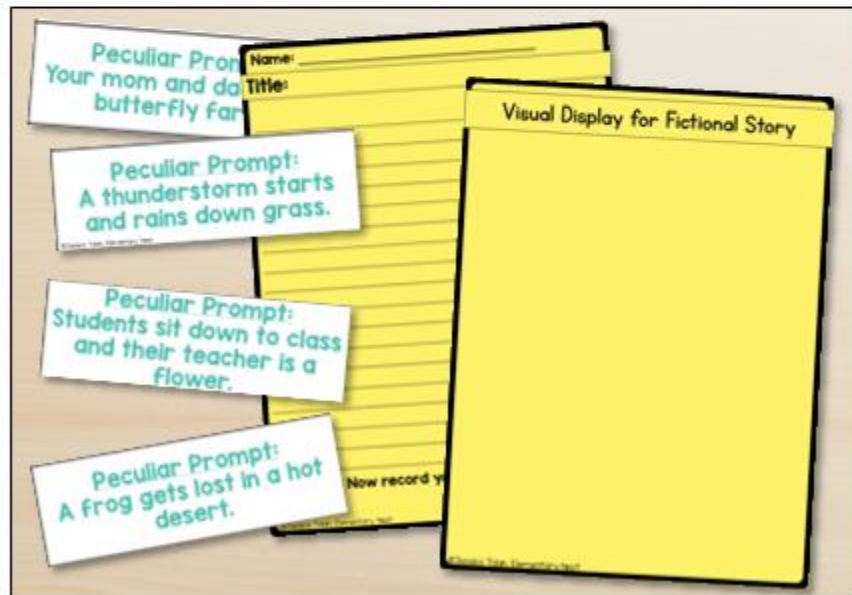 Peculiar Prom
Your mom and da
butterfly far
Peculiar Prompt:
A thunderstorm starts
and rains down grass.
Peculiar Prompt:
Students sit down to class
and their teacher is a
flower.
Peculiar Prompt:
A frog gets lost in a hot
desert.
Name:
Title:
Now record y
Visual Display for Fictional Story